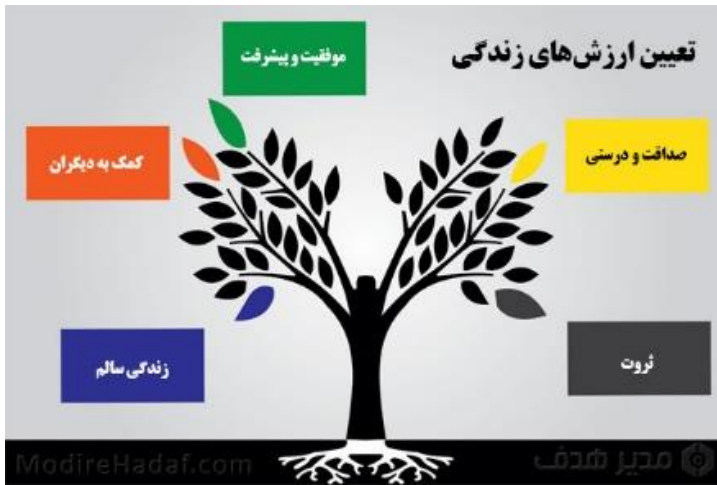 تعیین ارزش‌های زندگی
موفقیت و پیشرفت
صداقت و درستی
کمک به دیگران
ثروت
زندگی سالم
مدیر هدف
ModireHadaf.com